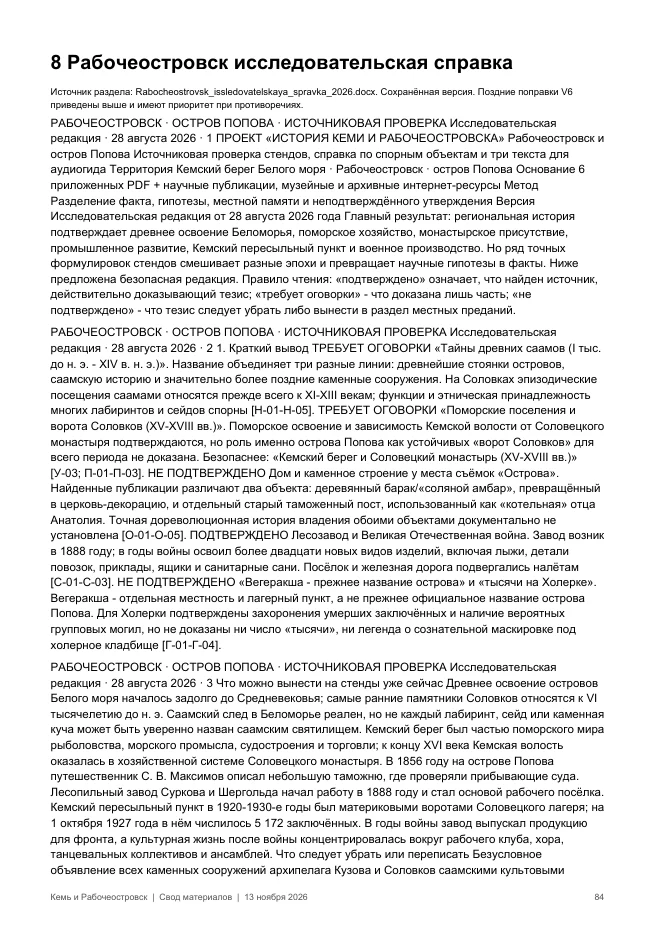 8 Рабочеостровск исследовательская справка
Источник раздела: Rabocheostrovsk_issledovatelskaya_spravka_2026.docx. Сохранённая версия. Поздние поправки V6
приведены выше и имеют приоритет при противоречиях.
РАБОЧЕОСТРОВСК · ОСТРОВ ПОПОВА · ИСТОЧНИКОВАЯ ПРОВЕРКА Исследовательская
редакция · 28 августа 2026 · 1 ПРОЕКТ «ИСТОРИЯ КЕМИ И РАБОЧЕОСТРОВСКА» Рабочеостровск и
остров Попова Источниковая проверка стендов, справка по спорным объектам и три текста для
аудиогида Территория Кемский берег Белого моря · Рабочеостровск · остров Попова Основание 6
приложенных PDF + научные публикации, музейные и архивные интернет-ресурсы Метод
Разделение факта, гипотезы, местной памяти и неподтверждённого утверждения Версия
Исследовательская редакция от 28 августа 2026 года Главный результат: региональная история
подтверждает древнее освоение Беломорья, поморское хозяйство, монастырское присутствие,
промышленное развитие, Кемский пересыльный пункт и военное производство. Но ряд точных
формулировок стендов смешивает разные эпохи и превращает научные гипотезы в факты. Ниже
предложена безопасная редакция. Правило чтения: «подтверждено» означает, что найден источник,
действительно доказывающий тезис; «требует оговорки» - что доказана лишь часть; «не
подтверждено» - что тезис следует убрать либо вынести в раздел местных преданий.
РАБОЧЕОСТРОВСК · ОСТРОВ ПОПОВА · ИСТОЧНИКОВАЯ ПРОВЕРКА Исследовательская
редакция · 28 августа 2026 · 2 1. Краткий вывод ТРЕБУЕТ ОГОВОРКИ «Тайны древних саамов (I тыс.
до н. э. - XIV в. н. э.)». Название объединяет три разные линии: древнейшие стоянки островов,
саамскую историю и значительно более поздние каменные сооружения. На Соловках эпизодические
посещения саамами относятся прежде всего к XI-XIII векам; функции и этническая принадлежность
многих лабиринтов и сейдов спорны [Н-01-Н-05]. ТРЕБУЕТ ОГОВОРКИ «Поморские поселения и
ворота Соловков (XV-XVIII вв.)». Поморское освоение и зависимость Кемской волости от Соловецкого
монастыря подтверждаются, но роль именно острова Попова как устойчивых «ворот Соловков» для
всего периода не доказана. Безопаснее: «Кемский берег и Соловецкий монастырь (XV-XVIII вв.)»
[У-03; П-01-П-03]. НЕ ПОДТВЕРЖДЕНО Дом и каменное строение у места съёмок «Острова».
Найденные публикации различают два объекта: деревянный барак/«соляной амбар», превращённый
в церковь-декорацию, и отдельный старый таможенный пост, использованный как «котельная» отца
Анатолия. Точная дореволюционная история владения обоими объектами документально не
установлена [О-01-О-05]. ПОДТВЕРЖДЕНО Лесозавод и Великая Отечественная война. Завод возник
в 1888 году; в годы войны освоил более двадцати новых видов изделий, включая лыжи, детали
повозок, приклады, ящики и санитарные сани. Посёлок и железная дорога подвергались налётам
[С-01-С-03]. НЕ ПОДТВЕРЖДЕНО «Вегеракша - прежнее название острова» и «тысячи на Холерке».
Вегеракша - отдельная местность и лагерный пункт, а не прежнее официальное название острова
Попова. Для Холерки подтверждены захоронения умерших заключённых и наличие вероятных
групповых могил, но не доказаны ни число «тысячи», ни легенда о сознательной маскировке под
холерное кладбище [Г-01-Г-04].
РАБОЧЕОСТРОВСК · ОСТРОВ ПОПОВА · ИСТОЧНИКОВАЯ ПРОВЕРКА Исследовательская
редакция · 28 августа 2026 · 3 Что можно вынести на стенды уже сейчас Древнее освоение островов
Белого моря началось задолго до Средневековья; самые ранние памятники Соловков относятся к VI
тысячелетию до н. э. Саамский след в Беломорье реален, но не каждый лабиринт, сейд или каменная
куча может быть уверенно назван саамским святилищем. Кемский берег был частью поморского мира
рыболовства, морского промысла, судостроения и торговли; к концу XVI века Кемская волость
оказалась в хозяйственной системе Соловецкого монастыря. В 1856 году на острове Попова
путешественник С. В. Максимов описал небольшую таможню, где проверяли прибывающие суда.
Лесопильный завод Суркова и Шергольда начал работу в 1888 году и стал основой рабочего посёлка.
Кемский пересыльный пункт в 1920-1930-е годы был материковыми воротами Соловецкого лагеря; на
1 октября 1927 года в нём числилось 5 172 заключённых. В годы войны завод выпускал продукцию
для фронта, а культурная жизнь после войны концентрировалась вокруг рабочего клуба, хора,
танцевальных коллективов и ансамблей. Что следует убрать или переписать Безусловное
объявление всех каменных сооружений архипелага Кузова и Соловков саамскими культовыми
Кемь и Рабочеостровск | Свод материалов | 13 ноября 2026
84